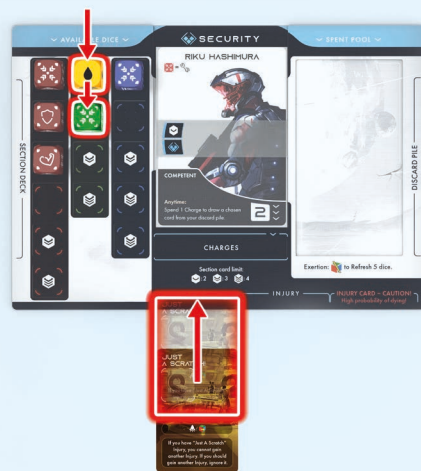 AVAILABLE DICE
SECURITY
SPENT PODS
RIKU HASHIMURA
SECTION DECK
DISCARD PILE
COMPETENT
Anytime:
Spend 1 Charge to draw a chosen
card from your discard pile.
2
CHARGES
Section card limit:
2 3 4
Exertion: to Refresh 5 dice.
INJURY
INJURY CARD – CAUTION!
High probability of dying!
A SCRATCH
JUST
A SCRATCH
If you have "Just A Scratch"
Injury, you cannot gain
another Injury. If you should
gain another Injury, ignore it.